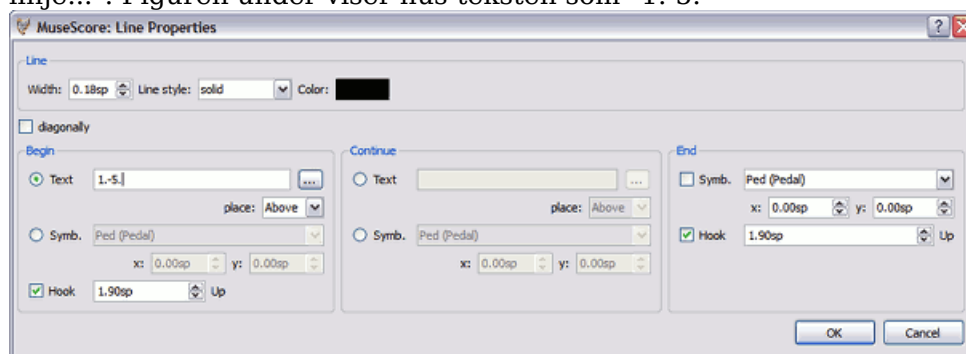 linje... . Figuren under viser hus teksten som "1.-5.
MuseScore: Line Properties
Line
Width: 0.18sp Line style: solid Color:
diagonally
Begin
Text 1.-5. ...
place: Above
Symb. Ped (Pedal)
x: 0.00sp y: 0.00sp
Hook 1.90sp Up
Continue
Text ...
place: Above
Symb. Ped (Pedal)
x: 0.00sp y: 0.00sp
End
Symb. Ped (Pedal)
x: 0.00sp y: 0.00sp
Hook 1.90sp Up
OK Cancel